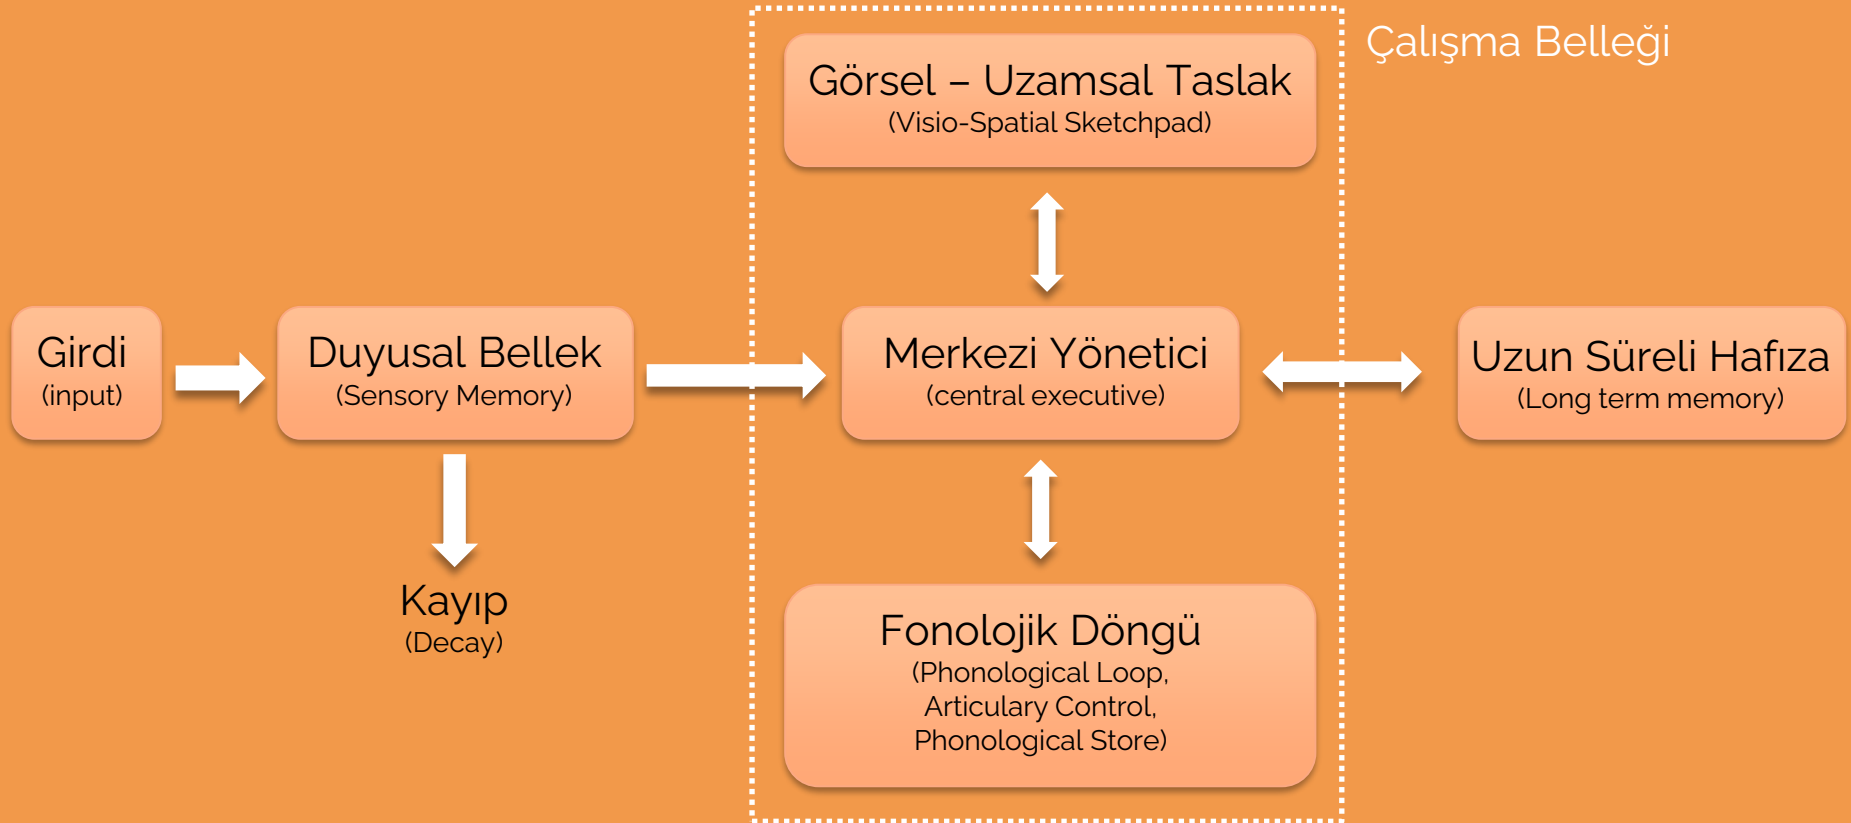 Çalışma Belleği
Görsel – Uzamsal Taslak
(Visio-Spatial Sketchpad)
Girdi
(input)
Duyusal Bellek
(Sensory Memory)
Merkezi Yönetici
(central executive)
Uzun Süreli Hafıza
(Long term memory)
Kayıp
(Decay)
Fonolojik Döngü
(Phonological Loop,
Articulary Control,
Phonological Store)